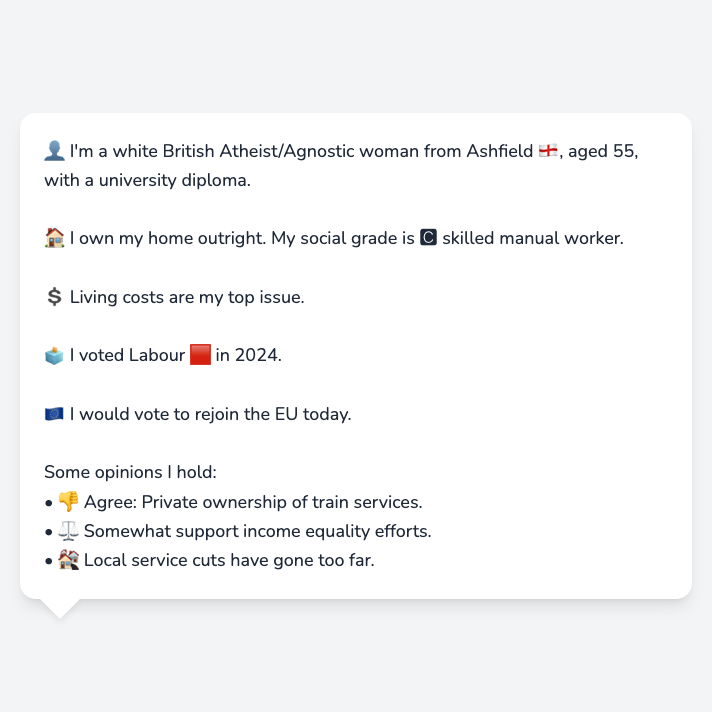 👤 I'm a white British Atheist/Agnostic woman from Ashfield 🏴󠁧󠁢󠁥󠁮󠁧󠁿, aged 55,
with a university diploma.
🏠 I own my home outright. My social grade is 🅲 skilled manual worker.
💲 Living costs are my top issue.
🗳️ I voted Labour 🟥 in 2024.
🇪🇺 I would vote to rejoin the EU today.
Some opinions I hold:
• 👎 Agree: Private ownership of train services.
• ⚖️ Somewhat support income equality efforts.
• 🏚️ Local service cuts have gone too far.